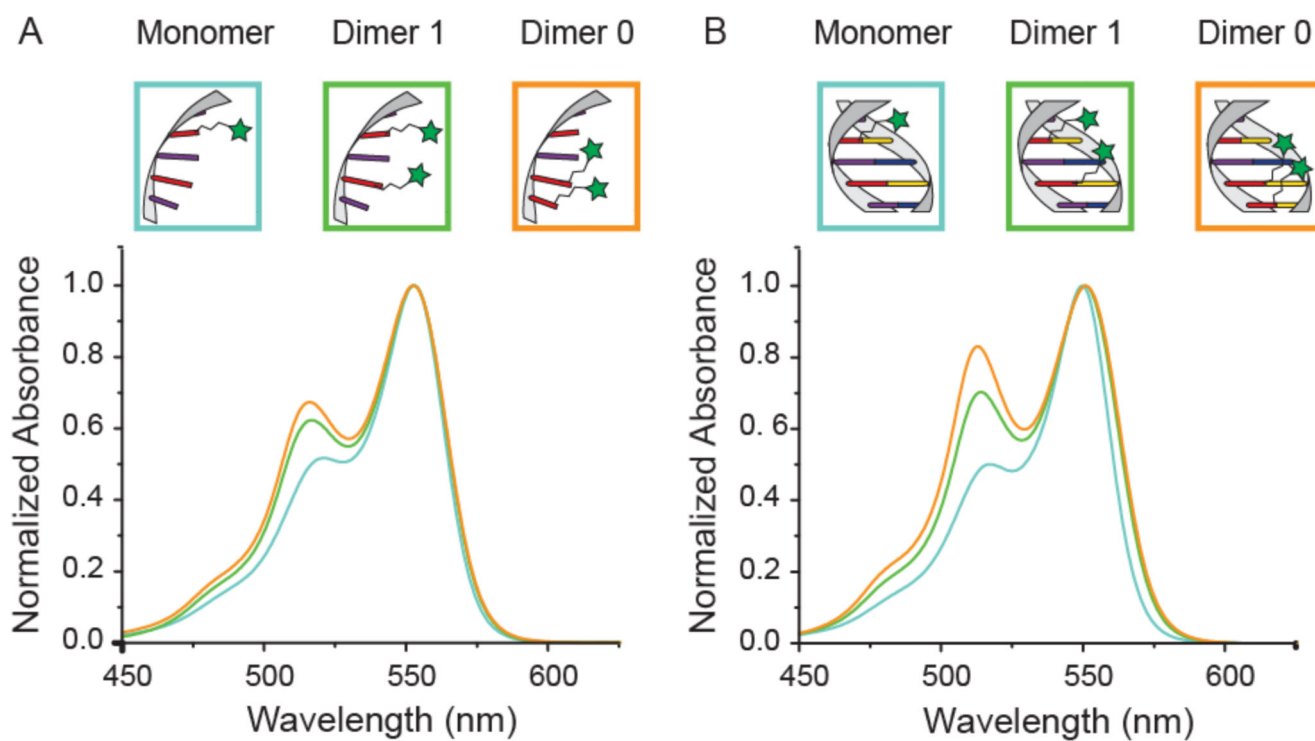 A Monomer Dimer 1 Dimer 0
B Monomer Dimer 1 Dimer 0
Normalized Absorbance
1.0
0.8
0.6
0.4
0.2
0.0
450 500 550 600
Wavelength (nm)
Normalized Absorbance
1.0
0.8
0.6
0.4
0. 2
0.0
450 500 550 600
Wavelength (nm)